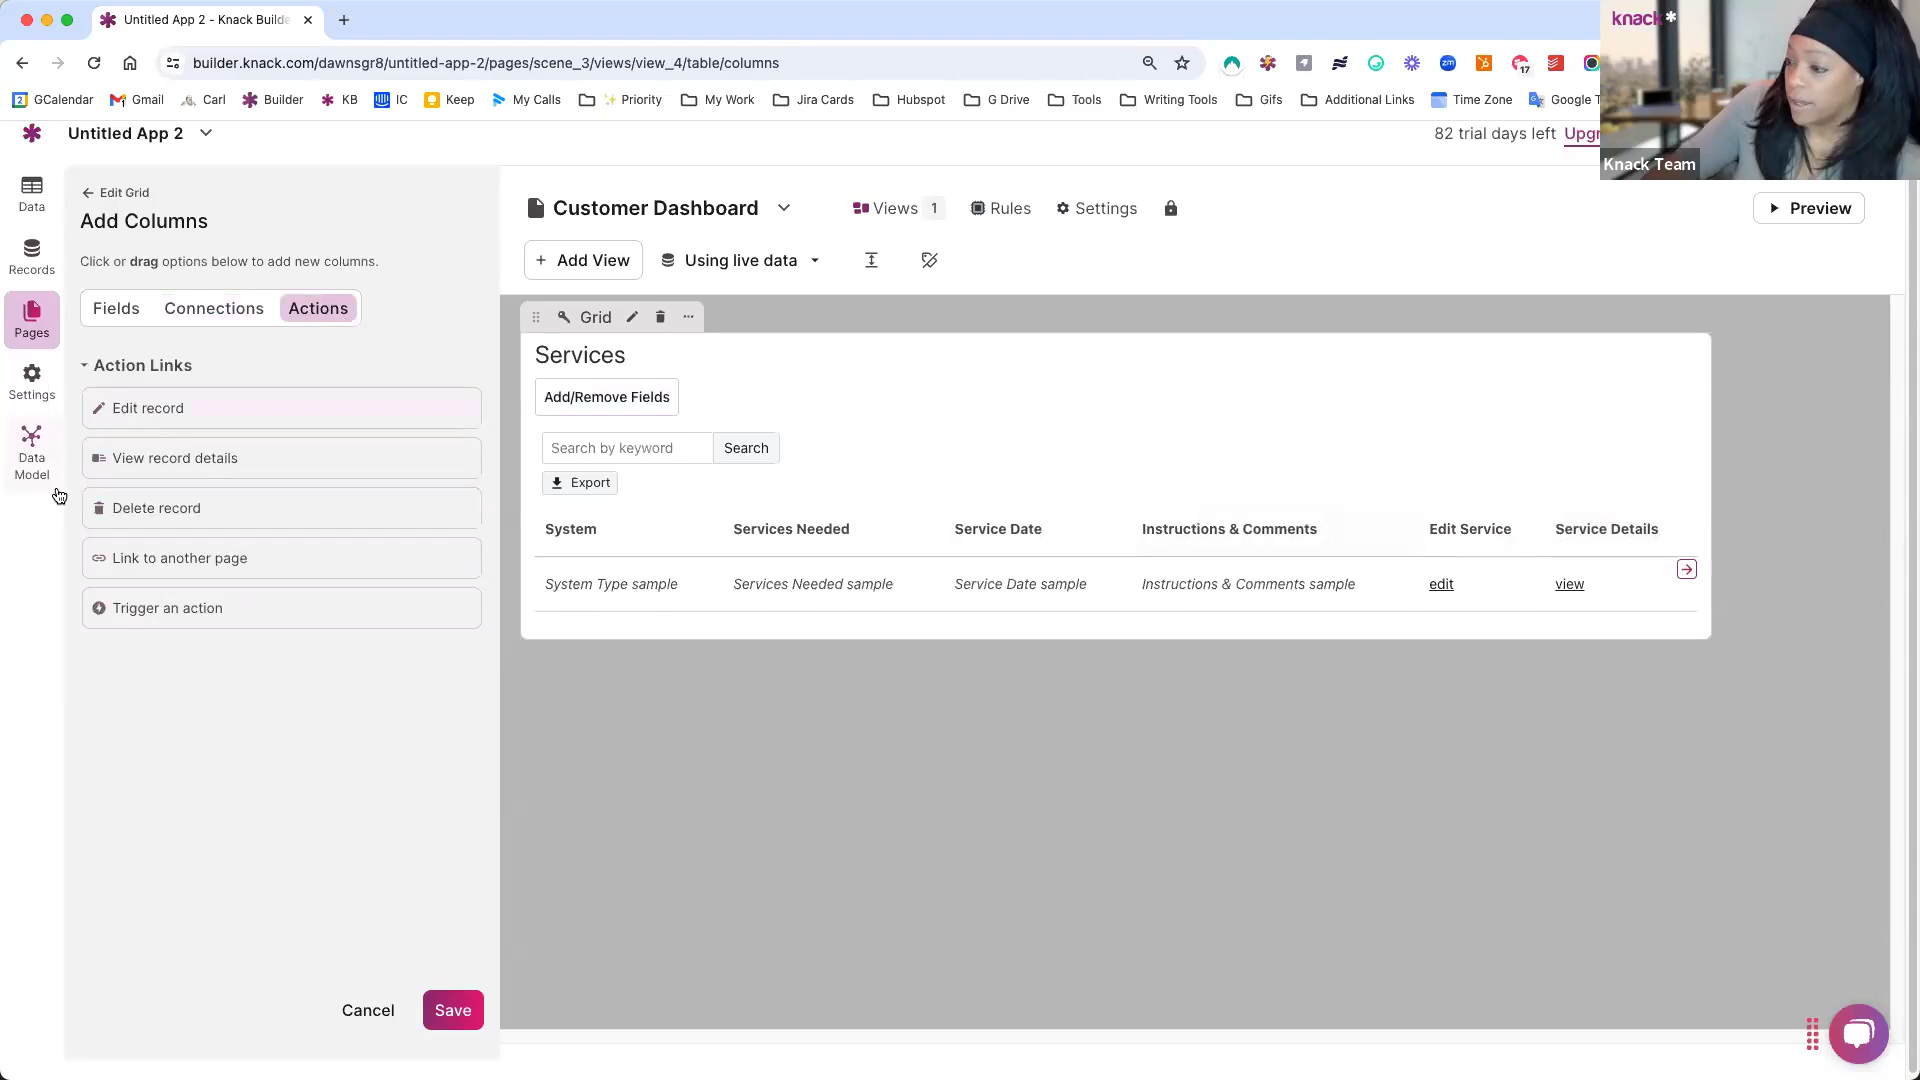 Untitled App 2 - Knack Builde
builder.knack.com/dawnsgr8/untitled-app-2/pages/scene_3/views/view_4/table/columns
zm
17
2 GCalendar Gmail Carl Builder KB IC Keep My Calls Priority My Work Jira Cards Hubspot G Drive Tools Writing Tools Gifs Additional Links Time Zone Google T
knack*
Knack Team
Untitled App 2
82 trial days left Upgr
Data
Records
Pages
Settings
Data
Model
Edit Grid
Add Columns
Click or drag options below to add new columns.
Fields Connections Actions
Action Links
Edit record
View record details
Delete record
Link to another page
Trigger an action
Cancel Save
Customer Dashboard Views 1 Rules Settings Preview
+ Add View Using live data
Grid
Services
Add/Remove Fields
Search by keyword Search
Export
System Services Needed Service Date Instructions & Comments Edit Service Service Details
System Type sample Services Needed sample Service Date sample Instructions & Comments sample edit view